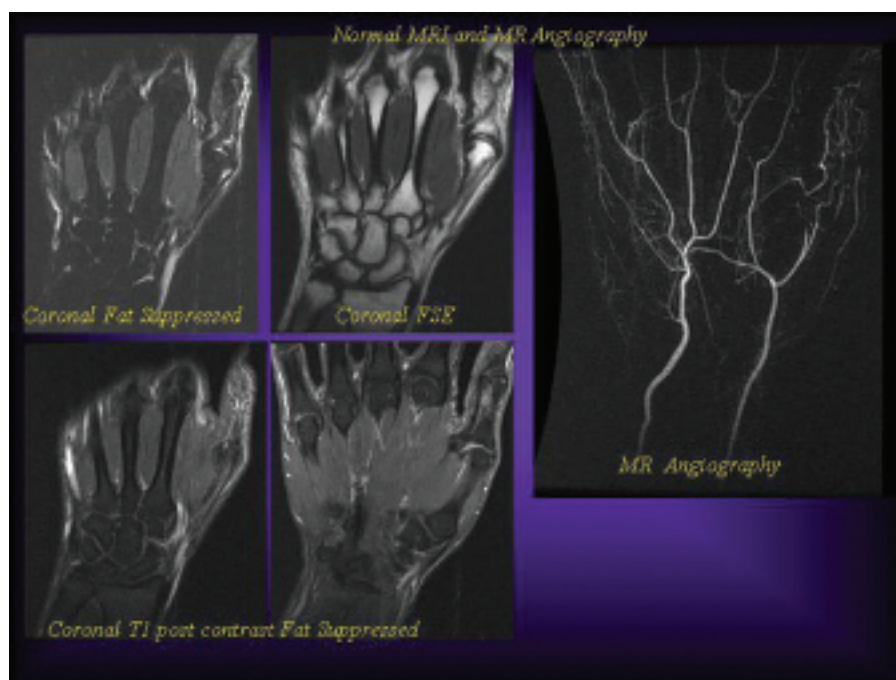 Normal MRI and MR Angiography
Coronal Fat Suppressed
Coronal FSE
MR Angiography
Coronal T1 post contrast Fat Suppressed